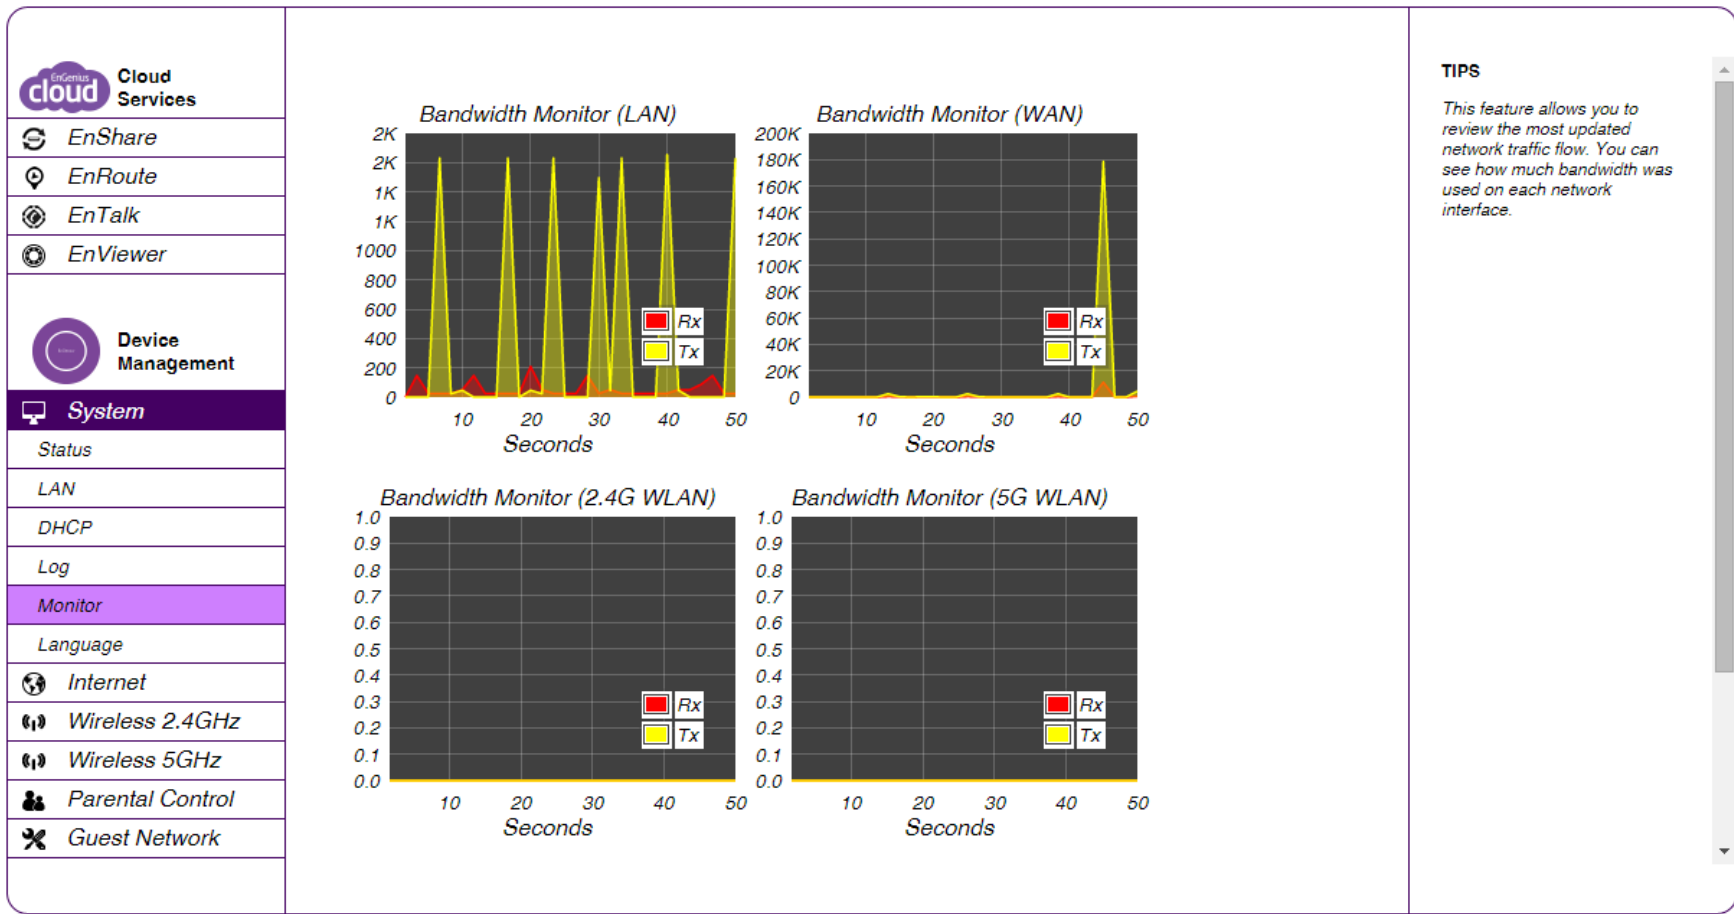 EnGenius
cloud
Cloud
Services
EnShare
EnRoute
EnTalk
EnViewer
Device
Management
System
Status
LAN
DHCP
Log
Monitor
Language
Internet
Wireless 2.4GHz
Wireless 5GHz
Parental Control
Guest Network
Bandwidth Monitor (LAN)
2K
2K
1K
1K
1000
800
600
400
200
0
Rx
Tx
10 20 30 40 50
Seconds
Bandwidth Monitor (WAN)
200K
180K
160K
140K
120K
100K
80K
60K
40K
20K
0
Rx
Tx
10 20 30 40 50
Seconds
Bandwidth Monitor (2.4G WLAN)
1.0
0.9
0.8
0.7
0.6
0.5
0.4
0.3
0.2
0.1
0.0
Rx
Tx
10 20 30 40 50
Seconds
Bandwidth Monitor (5G WLAN)
1.0
0.9
0.8
0.7
0.6
0.5
0.4
0.3
0.2
0.1
0.0
Rx
Tx
10 20 30 40 50
Seconds
TIPS
This feature allows you to
review the most updated
network traffic flow. You can
see how much bandwidth was
used on each network
interface.